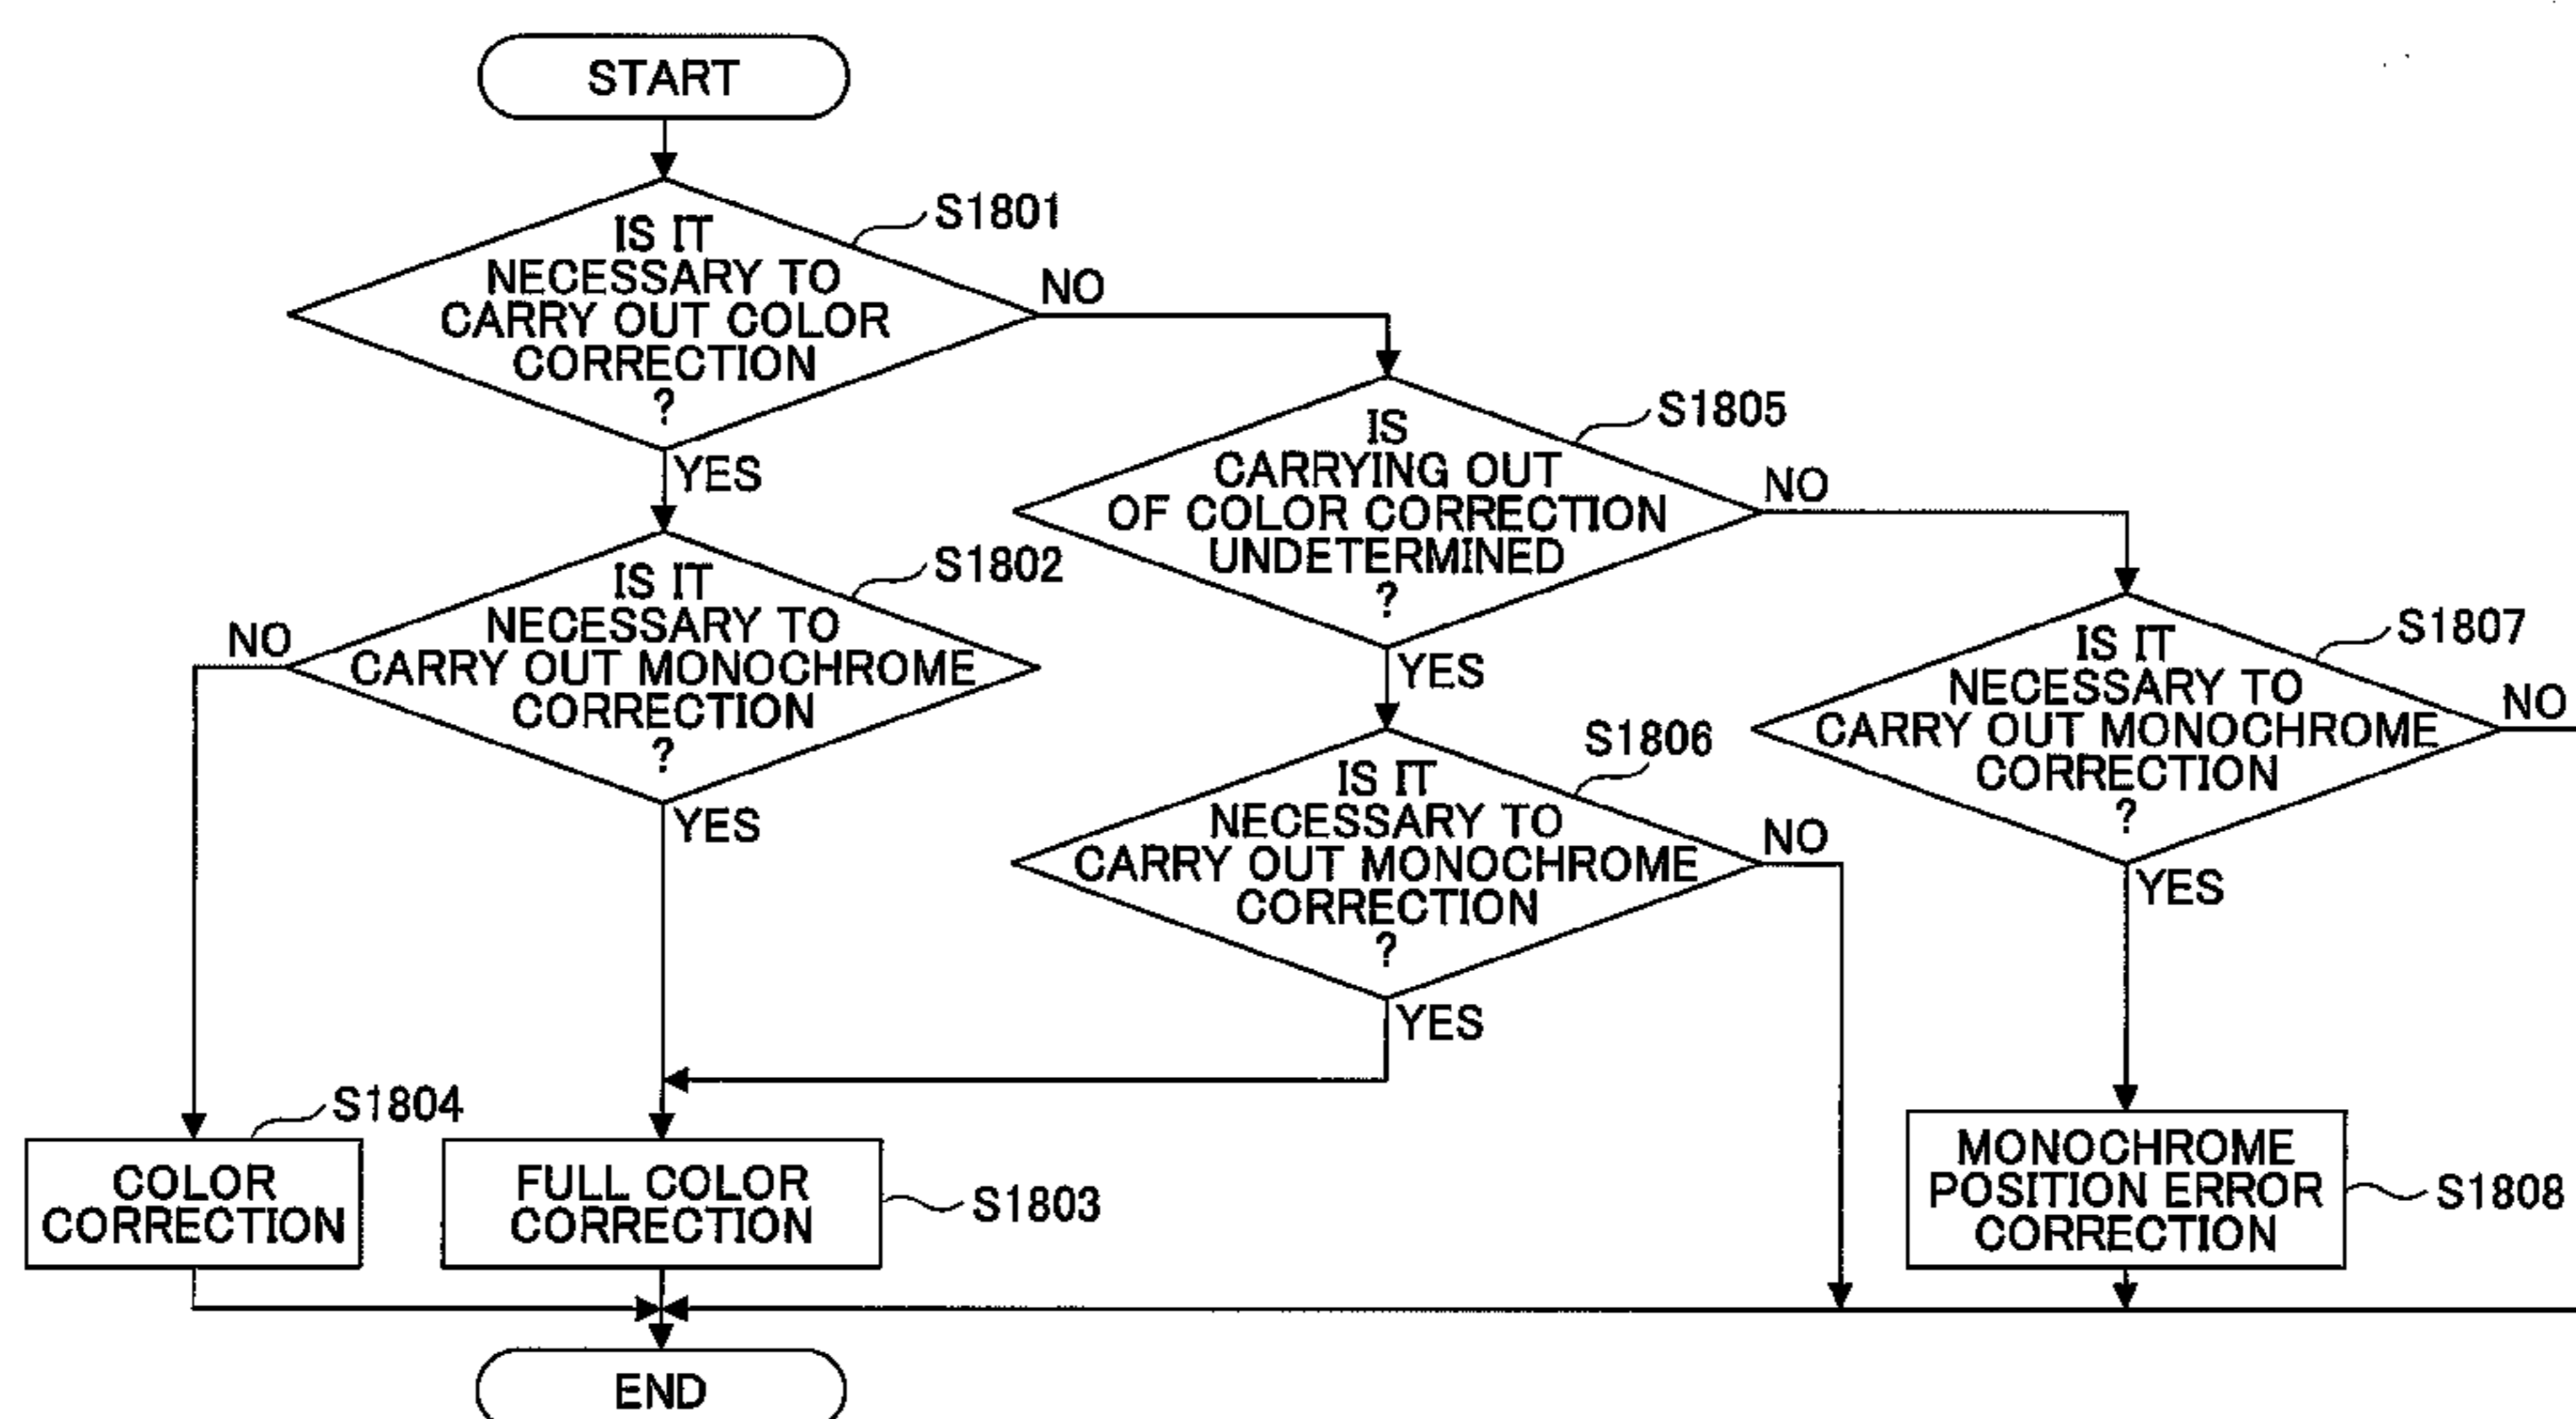 START
S1801
IS IT
NECESSARY TO
CARRY OUT COLOR
CORRECTION
?
NO
YES
S1802
IS IT
NECESSARY TO
CARRY OUT MONOCHROME
CORRECTION
?
NO
YES
S1805
IS
CARRYING OUT
OF COLOR CORRECTION
UNDETERMINED
?
NO
YES
S1806
IS IT
NECESSARY TO
CARRY OUT MONOCHROME
CORRECTION
?
NO
YES
S1807
IS IT
NECESSARY TO
CARRY OUT MONOCHROME
CORRECTION
?
NO
YES
S1804
COLOR
CORRECTION
FULL COLOR
CORRECTION
S1803
MONOCHROME
POSITION ERROR
CORRECTION
S1808
END